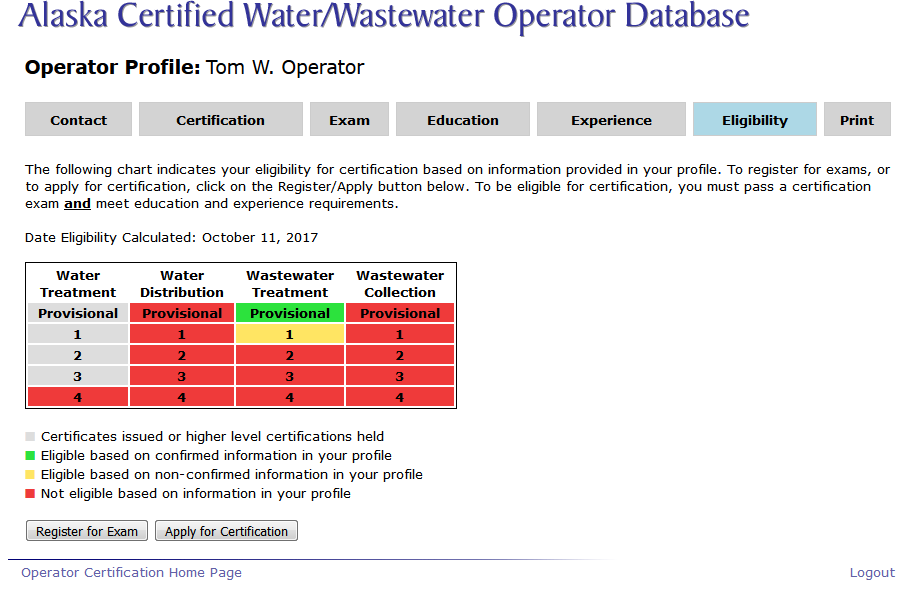 Alaska Certified Water/Wastewater Operator Database
Operator Profile: Tom W. Operator
Contact Certification Exam Education Experience Eligibility Print
The following chart indicates your eligibility for certification based on information provided in your profile. To register for exams, or
to apply for certification, click on the Register/Apply button below. To be eligible for certification, you must pass a certification
exam and meet education and experience requirements.
Date Eligibility Calculated: October 11, 2017
Water Water Wastewater Wastewater
Treatment Distribution Treatment Collection
Provisional Provisional Provisional Provisional
1 1 1 1
2 2 2 2
3 3 3 3
4 4 4 4
Certificates issued or higher level certifications held
Eligible based on confirmed information in your profile
Eligible based on non-confirmed information in your profile
Not eligible based on information in your profile
Register for Exam Apply for Certification
Operator Certification Home Page Logout